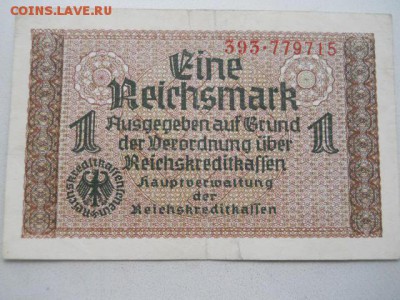 COINS.LAVE.RU
393·779715
Eine
Reichsmark
1 Ausgegeben auf Grund 1
der Verordnung über
Reichskreditkassen
Hauptverwaltung
der
Reichskreditkassen